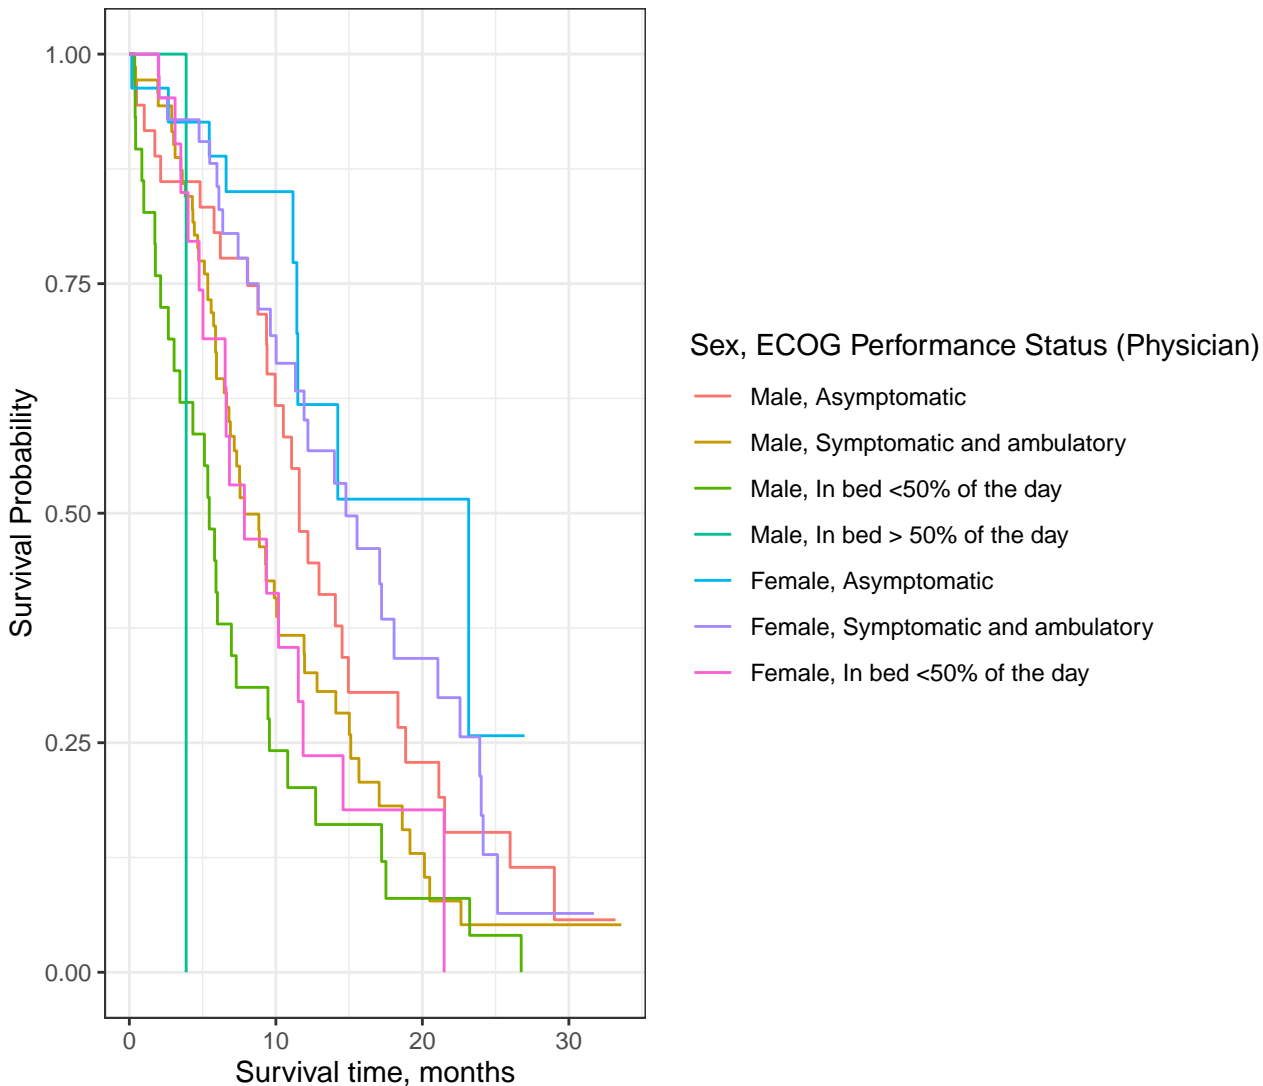 Survival Probability
1.00
0.75
0.50
0.25
0.00
0
10
20
30
Survival time, months
Sex, ECOG Performance Status (Physician)
Male, Asymptomatic
Male, Symptomatic and ambulatory
Male, In bed <50% of the day
Male, In bed > 50% of the day
Female, Asymptomatic
Female, Symptomatic and ambulatory
Female, In bed <50% of the day